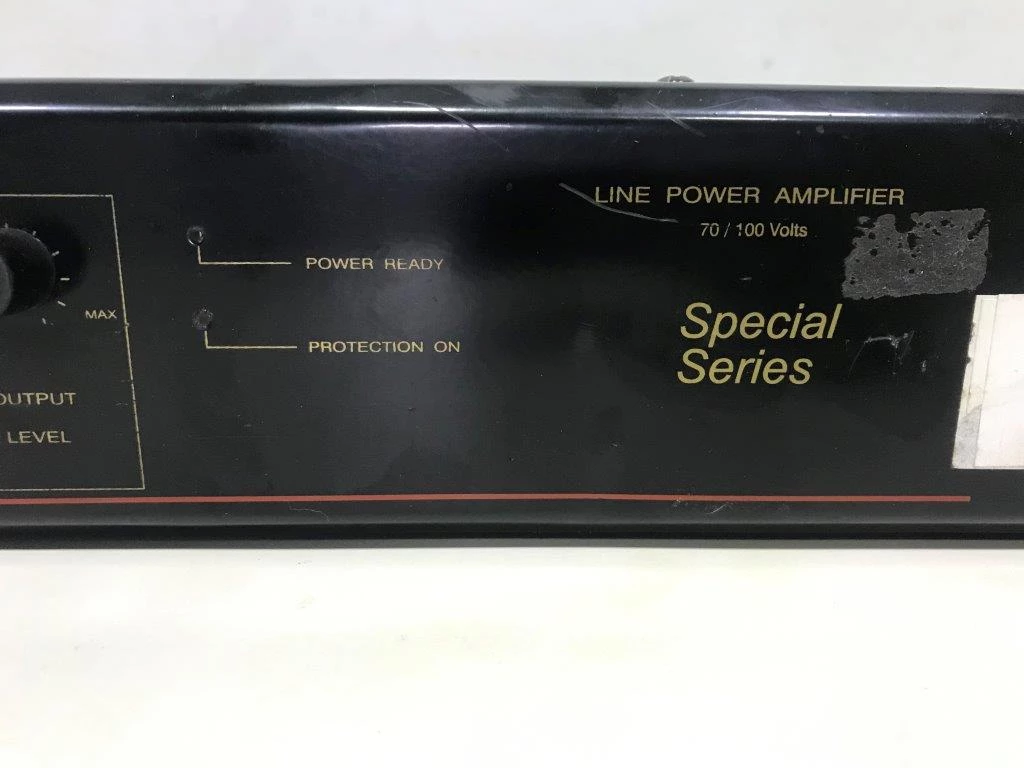 LINE POWER AMPLIFIER
70 / 100 Volts
POWER READY
MAX
PROTECTION ON
Special
Series
OUTPUT
LEVEL